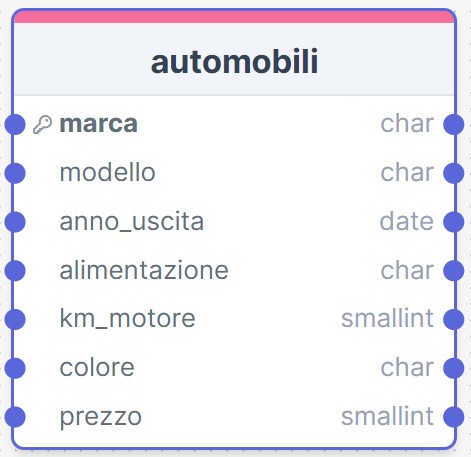 automobili
marca char
modello char
anno_uscita date
alimentazione char
km_motore smallint
colore char
prezzo smallint